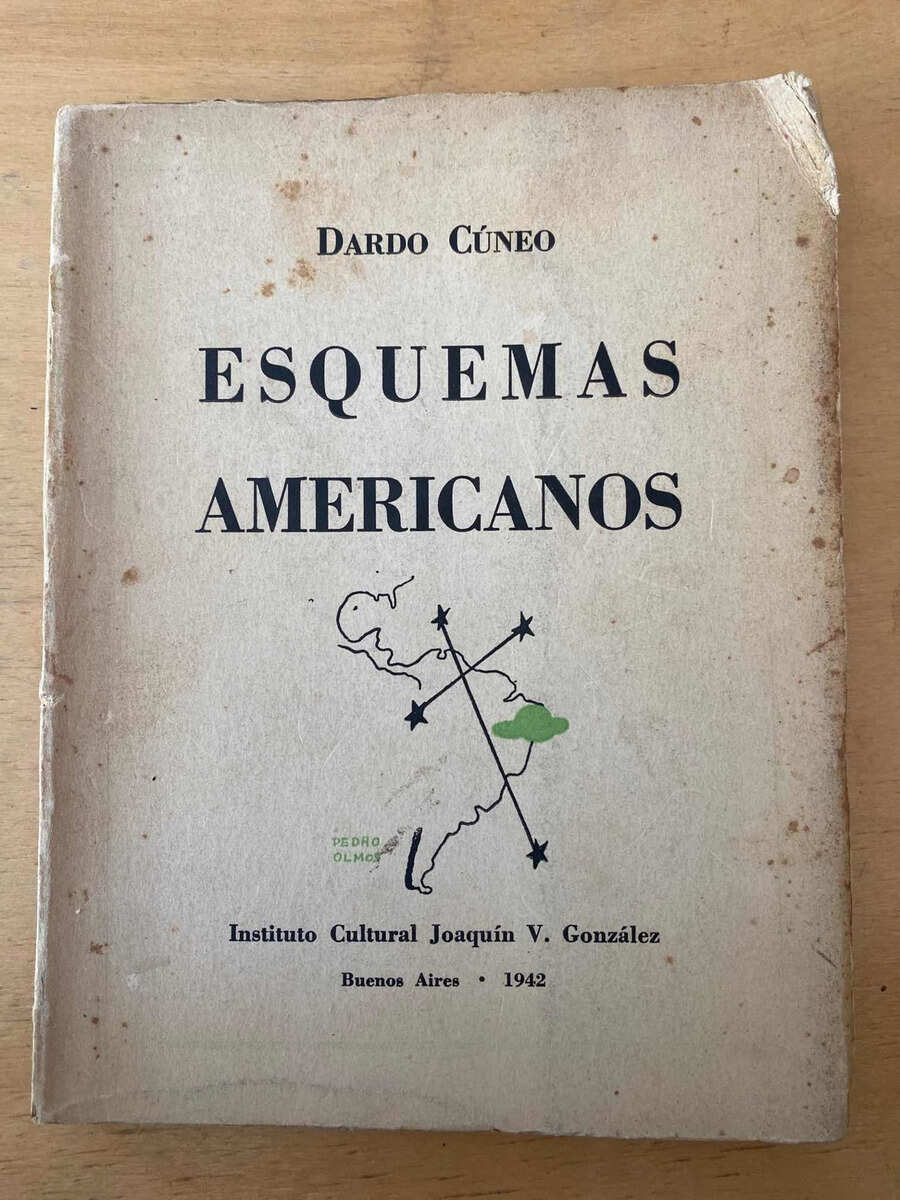 DARDO CÚNEO
ESQUEMAS
AMERICANOS
PEDRO
OLMOS
Instituto Cultural Joaquín V. González
Buenos Aires • 1942